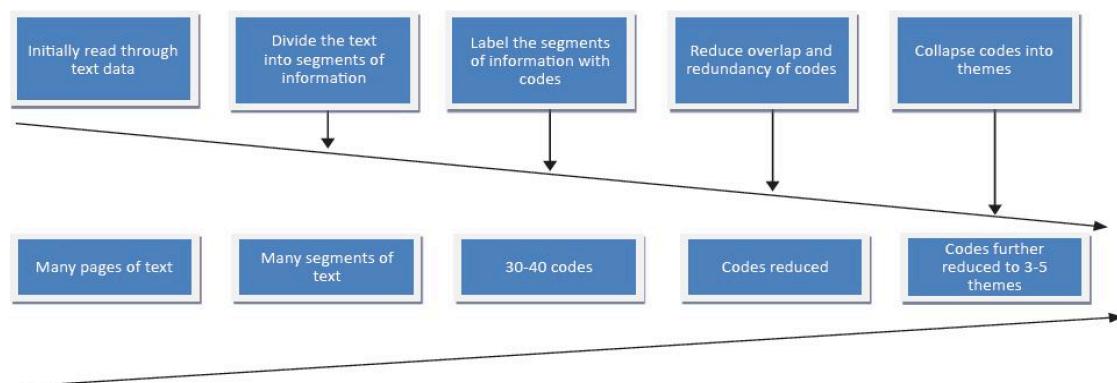 Initially read through
text data
Divide the text
into segments of
information
Label the segments
of information with
codes
Reduce overlap and
redundancy of codes
Collapse codes into
themes
Many pages of text
Many segments of
text
30-40 codes
Codes reduced
Codes further
reduced to 3-5
themes